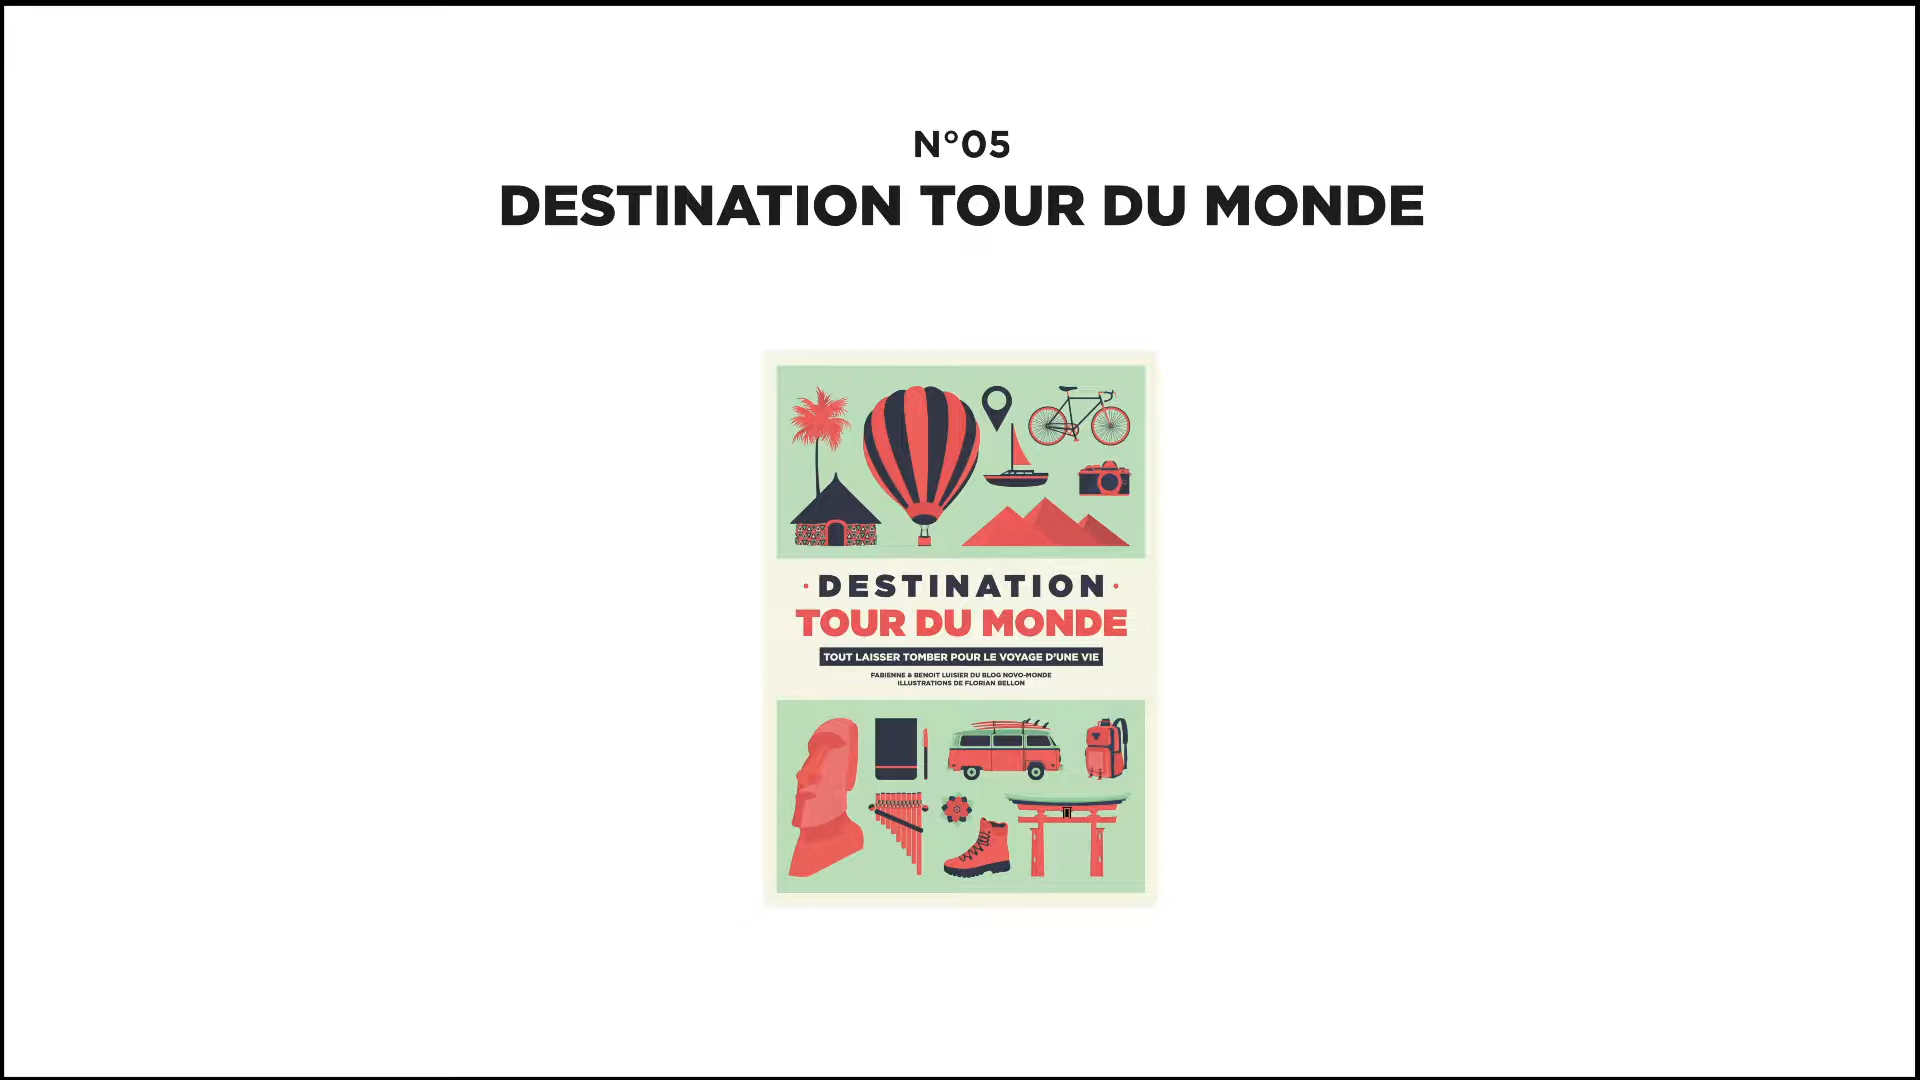 N°05
DESTINATION TOUR DU MONDE
· DESTINATION ·
TOUR DU MONDE
TOUT LAISSER TOMBER POUR LE VOYAGE D'UNE VIE
FABIENNE & BENOIT LUISIER DU BLOG NOVO-MONDE
ILLUSTRATIONS DE FLORIAN BELLON